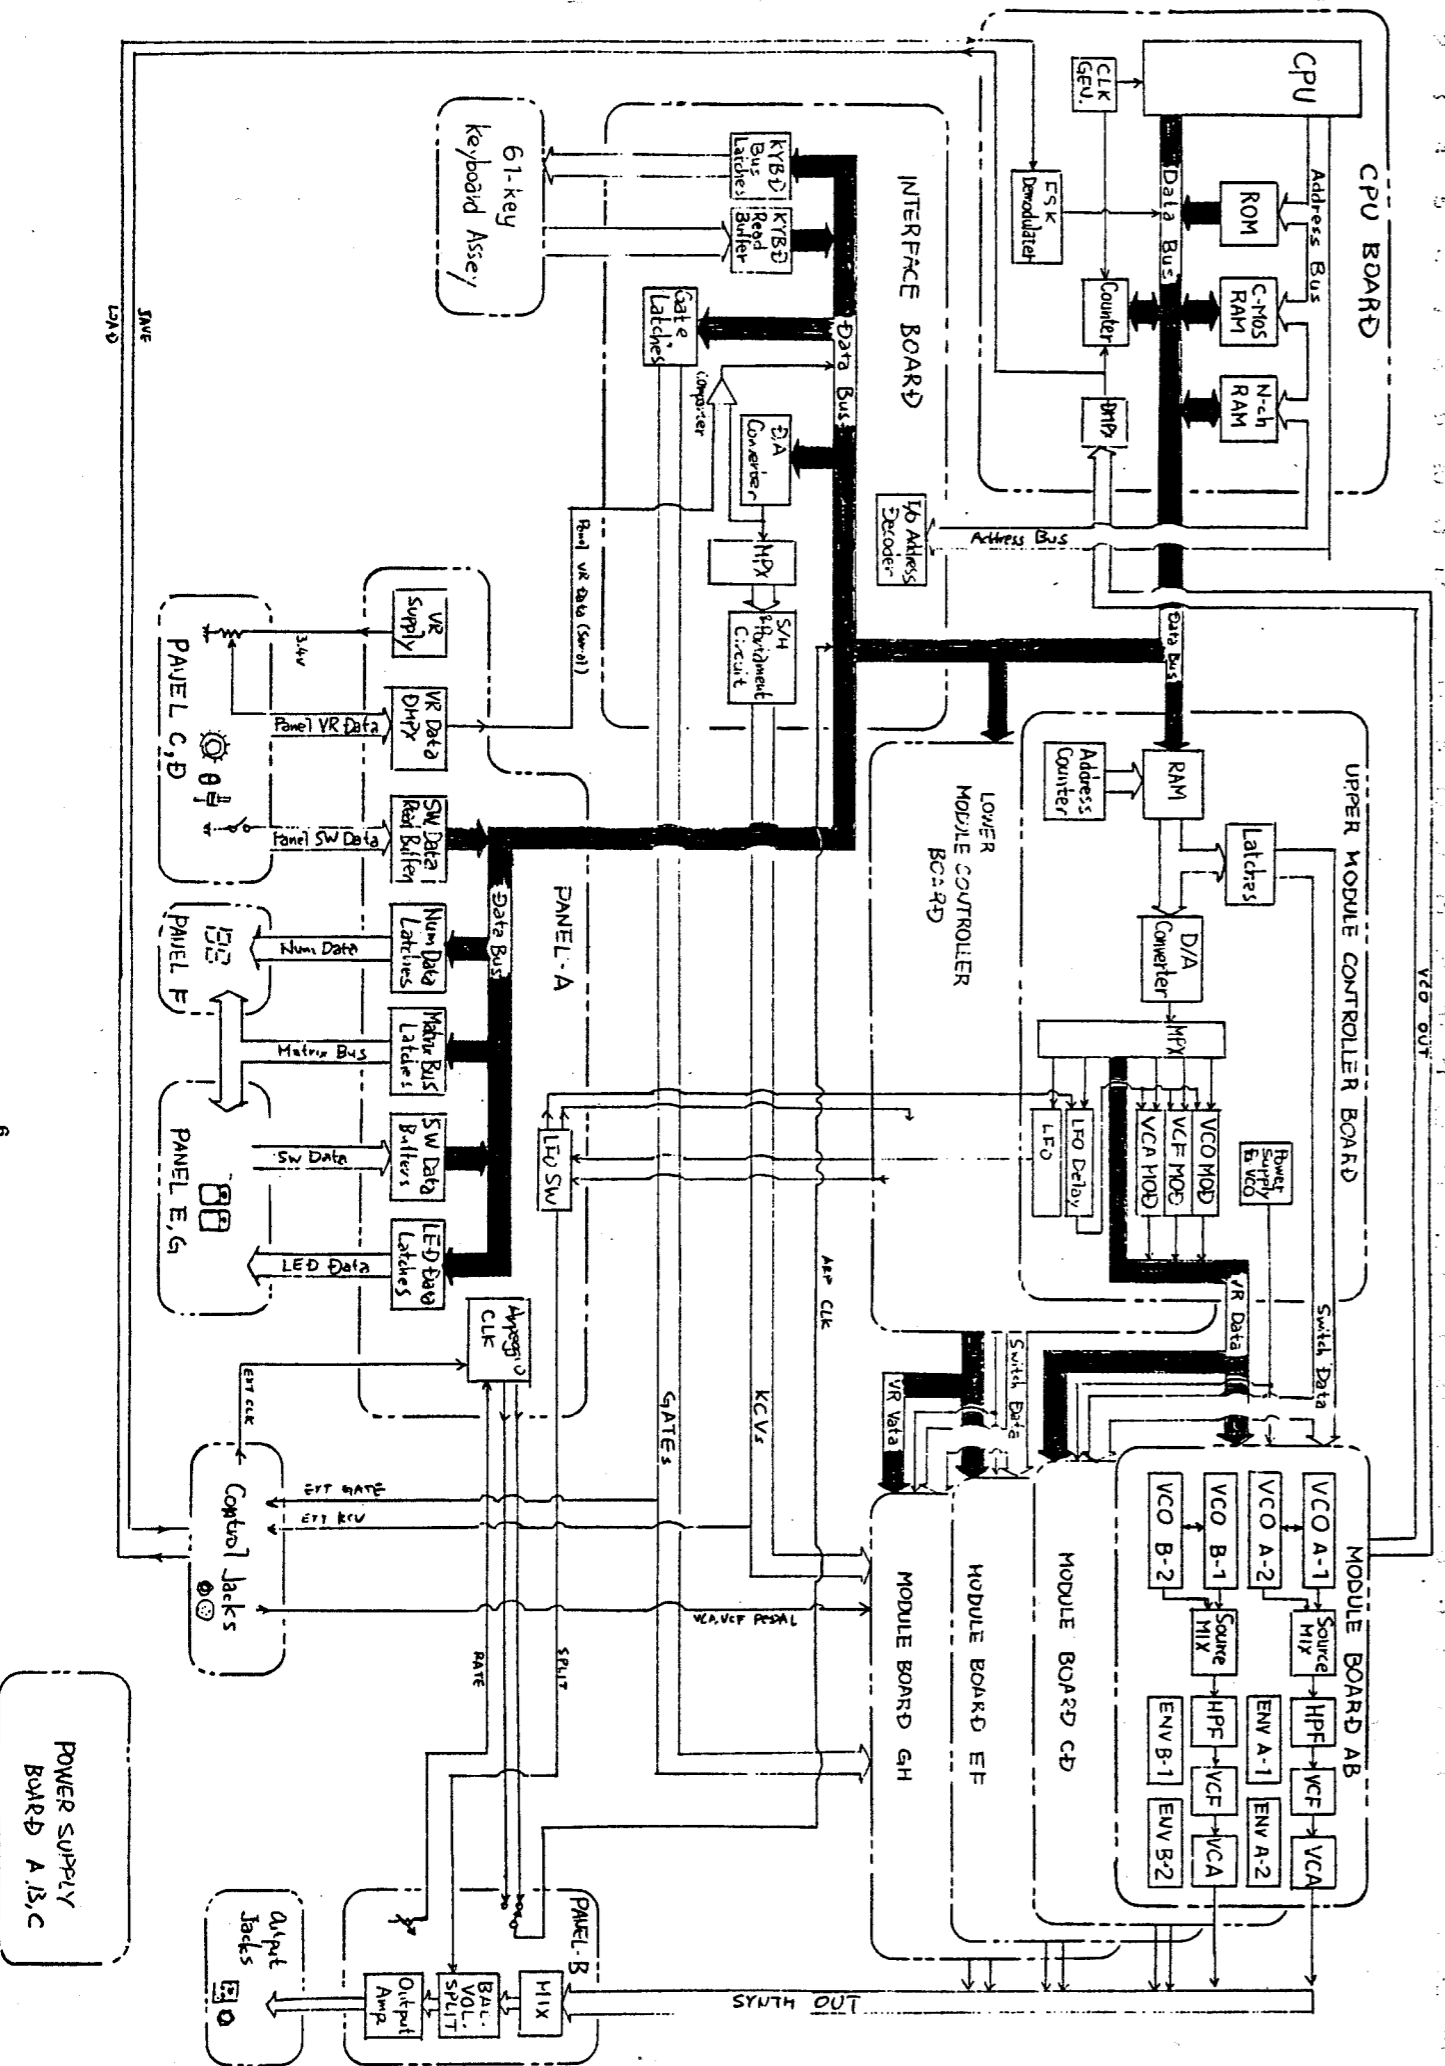 CPU BOARD
CPU
CLK
GEN.
Address Bus
ROM
Data Bus
C-MOS
RAM
N-ch
RAM
FSK
Demodulater
Counter
DMPX
Address Bus
I/O Address
Decoder
Data Bus
VCO OUT
SAVE
LOAD
INTERFACE BOARD
61-key
Keyboard Assey
KYBD
Bus
Latches
KYBD
Read
Buffer
Gate
Latches
Data Bus
D/A
Converter
MPX
S/H
Portament
Circuit
Panel VR Data (Serial)
UPPER MODULE CONTROLLER BOARD
RAM
Address
Counter
Latches
D/A
Converter
MPX
LFO
LFO Delay
VCA MOD
VCF MOD
VCO MOD
Power
Supply
to VCO
VR Data
Switch Data
LOWER
MODULE CONTROLLER
BOARD
Switch Data
VR Vata
PANEL-A
VR
Supply
VR Data
DMPX
SW Data
Read Buffer
Num Data
Latches
Matrix Bus
Latches
SW Data
Buffers
LED Data
Latches
Data Bus
LFO SW
Arpeggio
CLK
PANEL C,D
3.4V
Panel VR Data
Panel SW Data
PANEL F
Num Data
Matrix Bus
PANEL E,G
SW Data
LED Data
GATEs
KCVs
ARP CLK
EXT CLK
EXT GATE
EXT KCV
VCA,VCF PEDAL
Control Jacks
RATE
SPLIT
MODULE BOARD AB
VCO A-1
VCO A-2
VCO B-1
VCO B-2
Source
MIX
Source
MIX
HPF
VCF
VCA
ENV A-1
ENV A-2
HPF
VCF
VCA
ENV B-1
ENV B-2
MODULE BOARD CD
MODULE BOARD EF
MODULE BOARD GH
SYNTH OUT
PANEL-B
MIX
BAL-
VOL-
SPLIT
Output
Amp
Output
Jacks
POWER SUPPLY
BOARD A,B,C
6